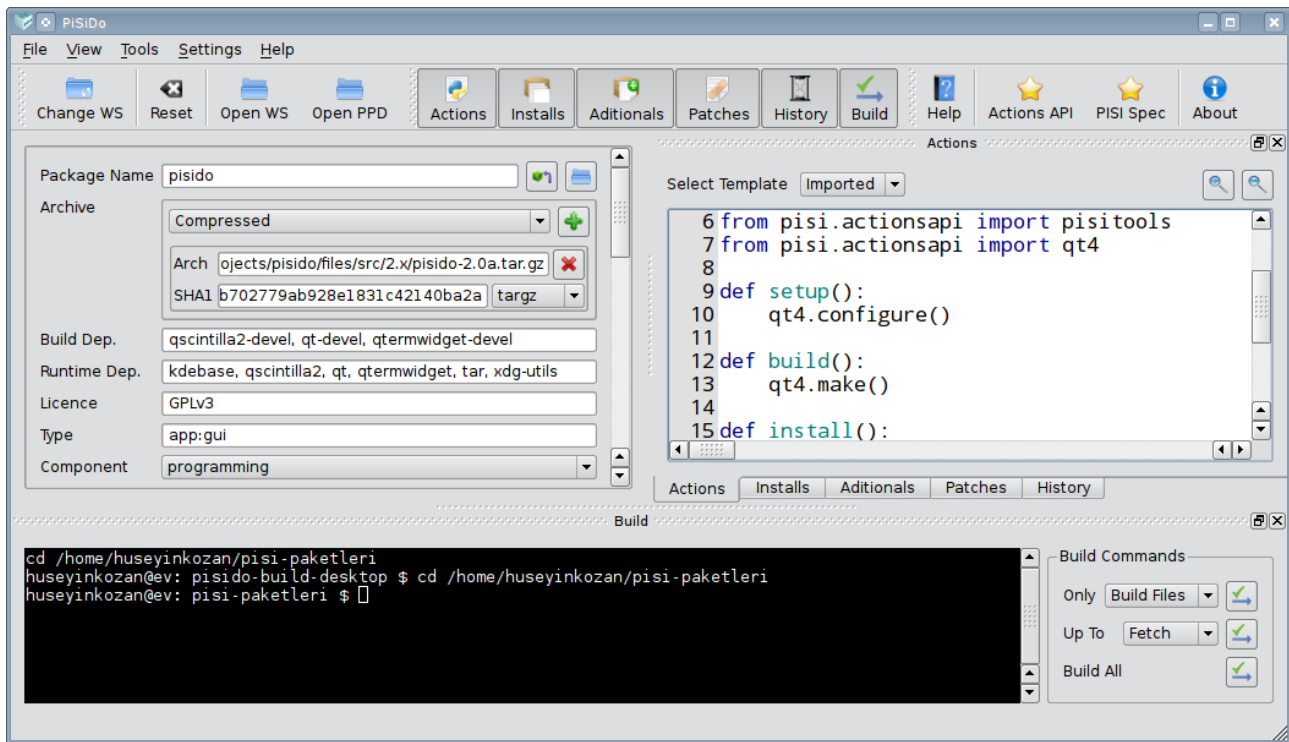 PiSiDo
File View Tools Settings Help
Change WS Reset Open WS Open PPD Actions Installs Aditionals Patches History Build Help Actions API PISI Spec About
Package Name pisido
Archive
Compressed
Arch ojects/pisido/files/src/2.x/pisido-2.0a.tar.gz
SHA1 b702779ab928e1831c42140ba2a targz
Build Dep. qscintilla2-devel, qt-devel, qtermwidget-devel
Runtime Dep. kdebase, qscintilla2, qt, qtermwidget, tar, xdg-utils
Licence GPLv3
Type app:gui
Component programming
Actions
Select Template Imported
6 from pisi.actionsapi import pisitools
7 from pisi.actionsapi import qt4
8
9 def setup():
10     qt4.configure()
11
12 def build():
13     qt4.make()
14
15 def install():
Actions Installs Aditionals Patches History
Build
cd /home/huseyinkozan/pisi-paketleri
huseyinkozan@ev: pisido-build-desktop $ cd /home/huseyinkozan/pisi-paketleri
huseyinkozan@ev: pisi-paketleri $
Build Commands
Only Build Files
Up To Fetch
Build All